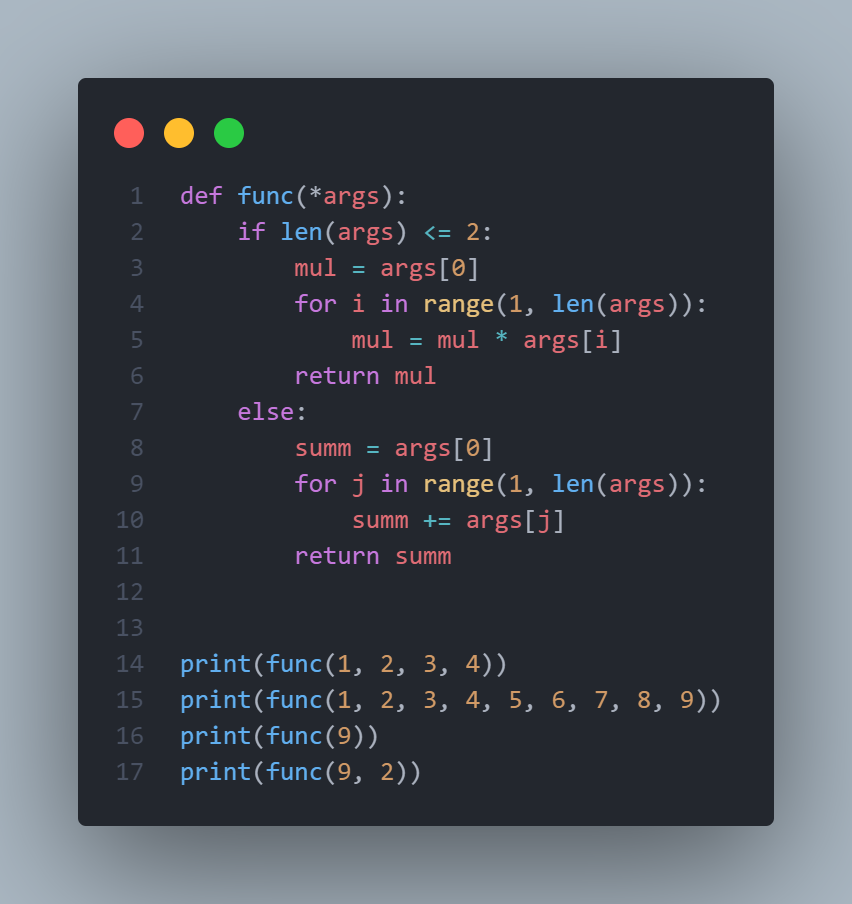 1 def func(*args):
2     if len(args) <= 2:
3         mul = args[0]
4         for i in range(1, len(args)):
5             mul = mul * args[i]
6         return mul
7     else:
8         summ = args[0]
9         for j in range(1, len(args)):
10             summ += args[j]
11         return summ
12
13
14 print(func(1, 2, 3, 4))
15 print(func(1, 2, 3, 4, 5, 6, 7, 8, 9))
16 print(func(9))
17 print(func(9, 2))